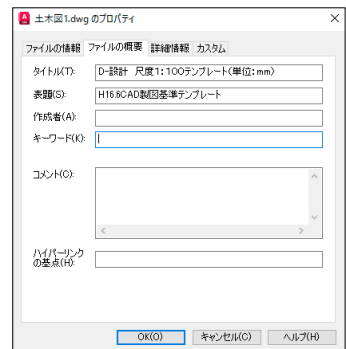 土木図1.dwg のプロパティ
ファイルの情報 ファイルの概要 詳細情報 カスタム
タイトル(T): D-設計 尺度1:100テンプレート(単位:mm)
表題(S): H16.6CAD製図基準テンプレート
作成者(A):
キーワード(K):
コメント(C):
ハイパーリンク
の基点(H):
OK(O) キャンセル(C) ヘルプ(H)